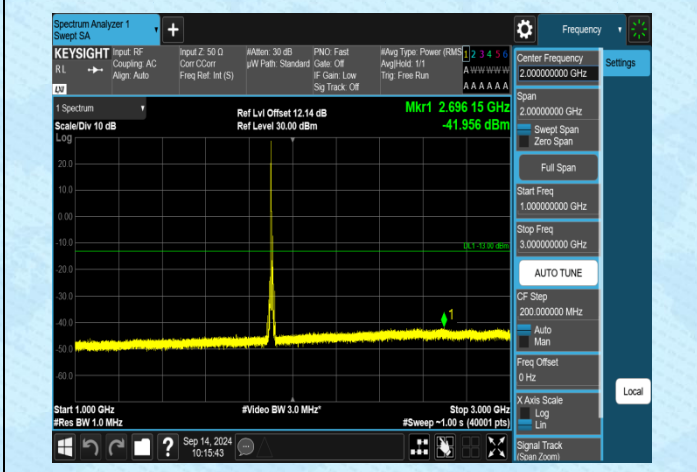 Spectrum Analyzer 1
Swept SA
+
Frequency
KEYSIGHT
R L
LXI
Input: RF
Coupling: AC
Align: Auto
Input Z: 50 Ω
Corr CCorr
Freq Ref: Int (S)
#Atten: 30 dB
µW Path: Standard
PNO: Fast
Gate: Off
IF Gain: Low
Sig Track: Off
#Avg Type: Power (RMS
Avg|Hold: 1/1
Trig: Free Run
1 2 3 4 5 6
A W W W W W
A A A A A A
1 Spectrum
Scale/Div 10 dB
Log
Ref Lvl Offset 12.14 dB
Ref Level 30.00 dBm
Mkr1 2.696 15 GHz
-41.956 dBm
20.0
10.0
0.00
-10.0
DL1 -13.00 dBm
-20.0
-30.0
-40.0
1
-50.0
-60.0
Start 1.000 GHz
#Res BW 1.0 MHz
#Video BW 3.0 MHz*
Stop 3.000 GHz
#Sweep ~1.00 s (40001 pts)
?
Sep 14, 2024
10:15:43
Center Frequency
2.000000000 GHz
Settings
Span
2.00000000 GHz
Swept Span
Zero Span
Full Span
Start Freq
1.000000000 GHz
Stop Freq
3.000000000 GHz
AUTO TUNE
CF Step
200.000000 MHz
Auto
Man
Freq Offset
0 Hz
X Axis Scale
Log
Lin
Signal Track
(Span Zoom)
Local